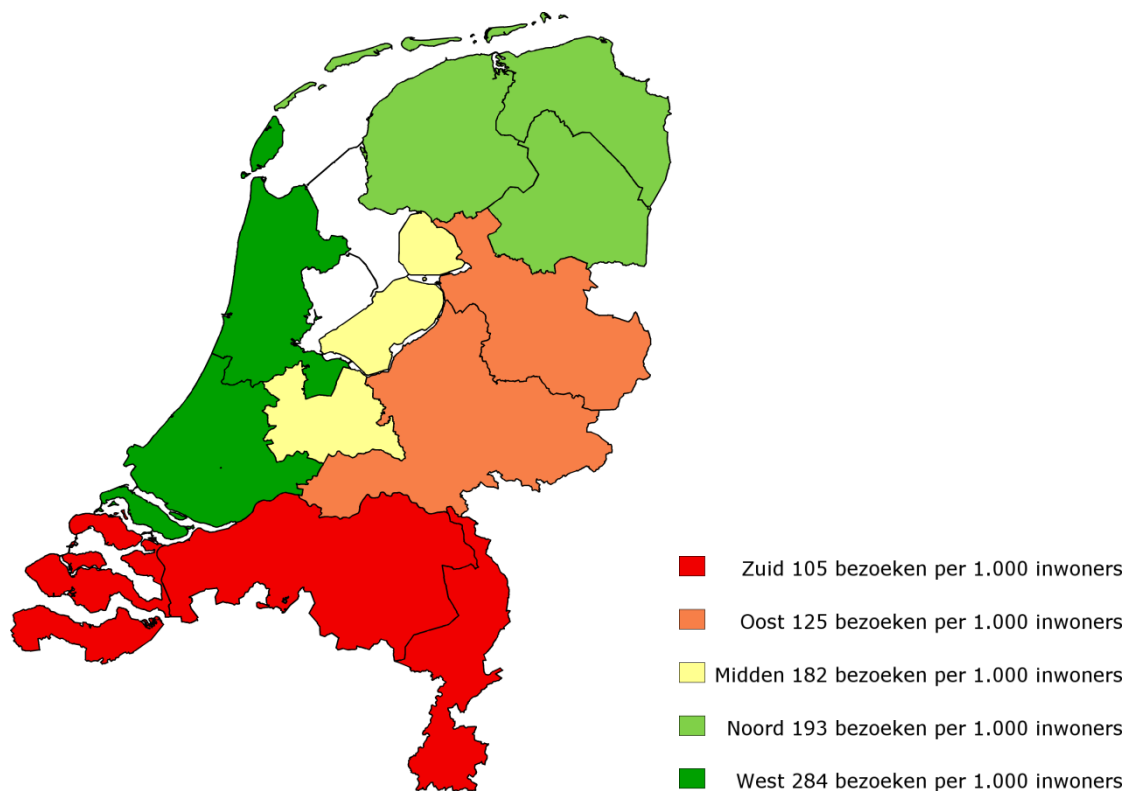 Zuid 105 bezoeken per 1.000 inwoners
Oost 125 bezoeken per 1.000 inwoners
Midden 182 bezoeken per 1.000 inwoners
Noord 193 bezoeken per 1.000 inwoners
West 284 bezoeken per 1.000 inwoners